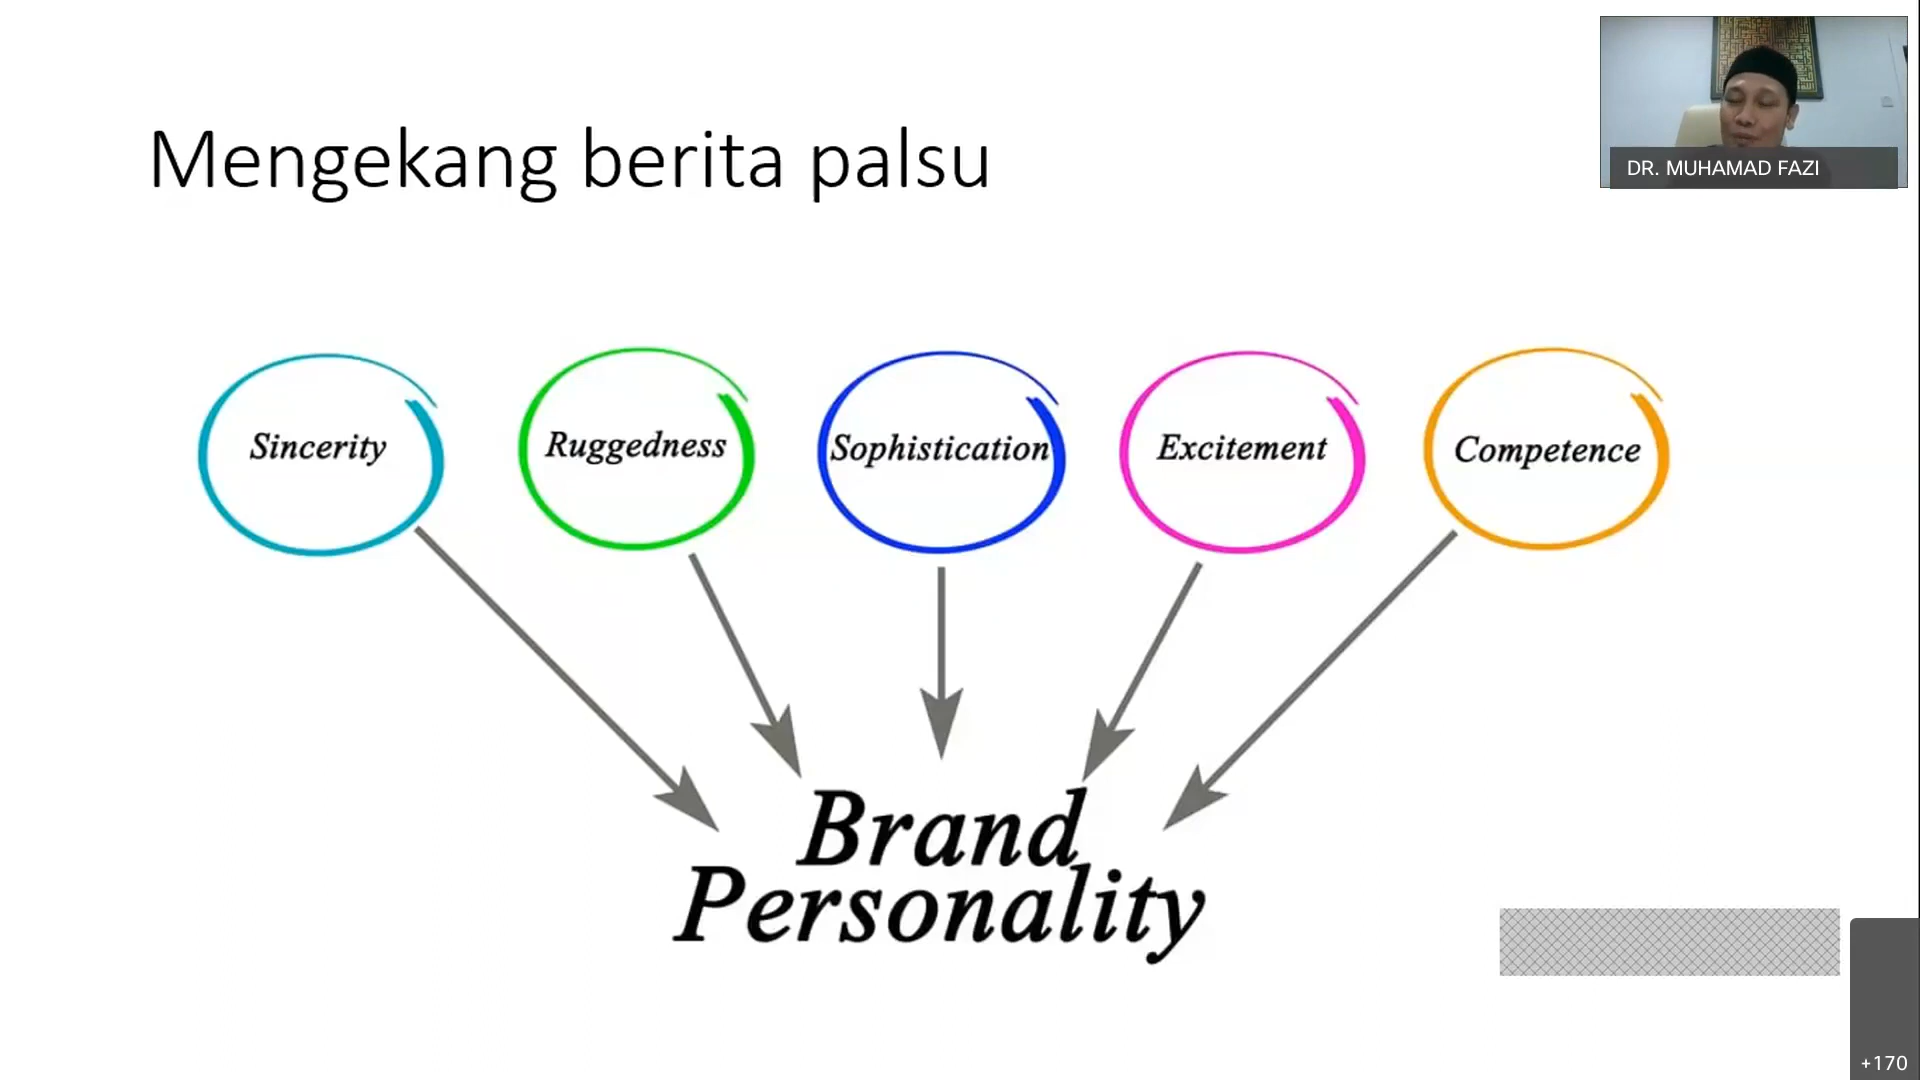 Mengekang berita palsu
DR. MUHAMAD FAZI
Sincerity
Ruggedness
Sophistication
Excitement
Competence
Brand
Personality
+170